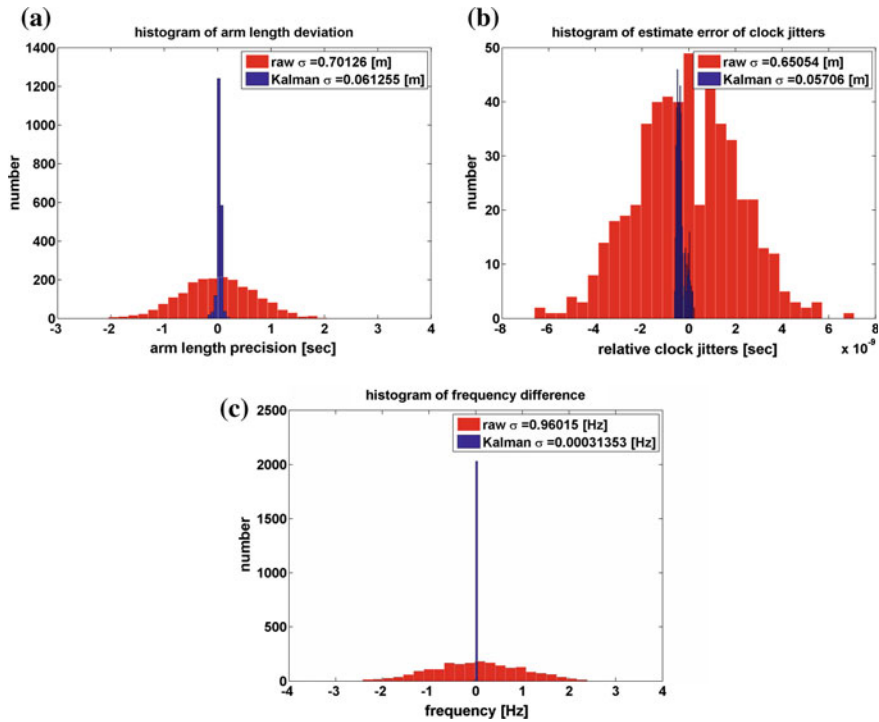 (a)
histogram of arm length deviation
1400
1200
1000
800
600
400
200
0
number
raw σ =0.70126 [m]
Kalman σ =0.061255 [m]
-3 -2 -1 0 1 2 3 4
arm length precision [sec]
(b)
histogram of estimate error of clock jitters
50
40
30
20
10
0
number
raw σ =0.65054 [m]
Kalman σ =0.05706 [m]
-8 -6 -4 -2 0 2 4 6 8
relative clock jitters [sec] x 10⁻⁹
(c)
histogram of frequency difference
2500
2000
1500
1000
500
0
number
raw σ =0.96015 [Hz]
Kalman σ =0.00031353 [Hz]
-4 -3 -2 -1 0 1 2 3 4
frequency [Hz]